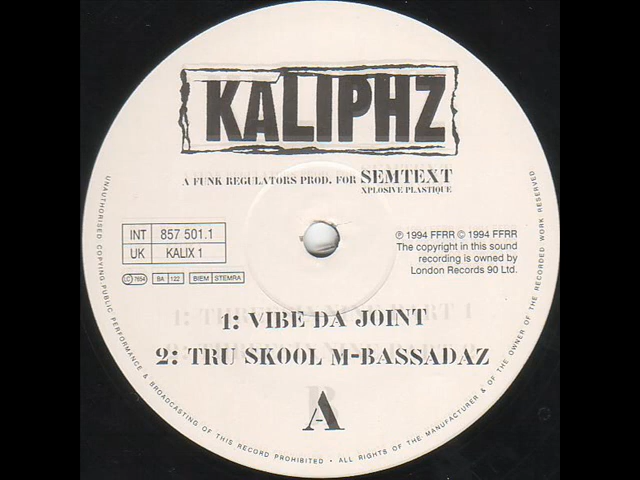 KALIPHZ
A FUNK REGULATORS PROD. FOR SEMTEXT
XPLOSIVE PLASTIQUE
INT 857 501.1
UK KALIX 1
LC 7654 BA 122 BIEM STEMRA
℗ 1994 FFRR © 1994 FFRR
The copyright in this sound
recording is owned by
London Records 90 Ltd.
1: VIBE DA JOINT
2: TRU SKOOL M-BASSADAZ
A
UNAUTHORISED COPYING PUBLIC PERFORMANCE & BROADCASTING OF THIS RECORD PROHIBITED • ALL RIGHTS OF THE MANUFACTURER & OF THE OWNER OF THE RECORDED WORK RESERVED